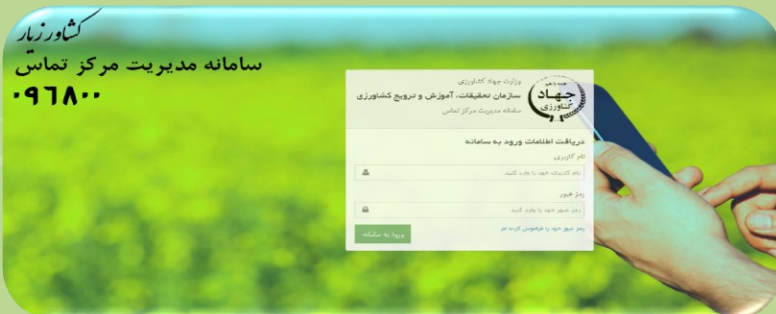 کشاورزیار
سامانه مدیریت مرکز تماس
۰۹۶۸۰۰
وزارت جهاد کشاورزی
سازمان تحقیقات، آموزش و ترویج کشاورزی
سامانه مدیریت مرکز تماس
جهاد
کشاورزی
دریافت اطلاعات ورود به سامانه
نام کاربری
نام کاربری خود را وارد کنید
رمز عبور
رمز عبور خود را وارد کنید
رمز عبور خود را فراموش کرده ام
ورود به سامانه